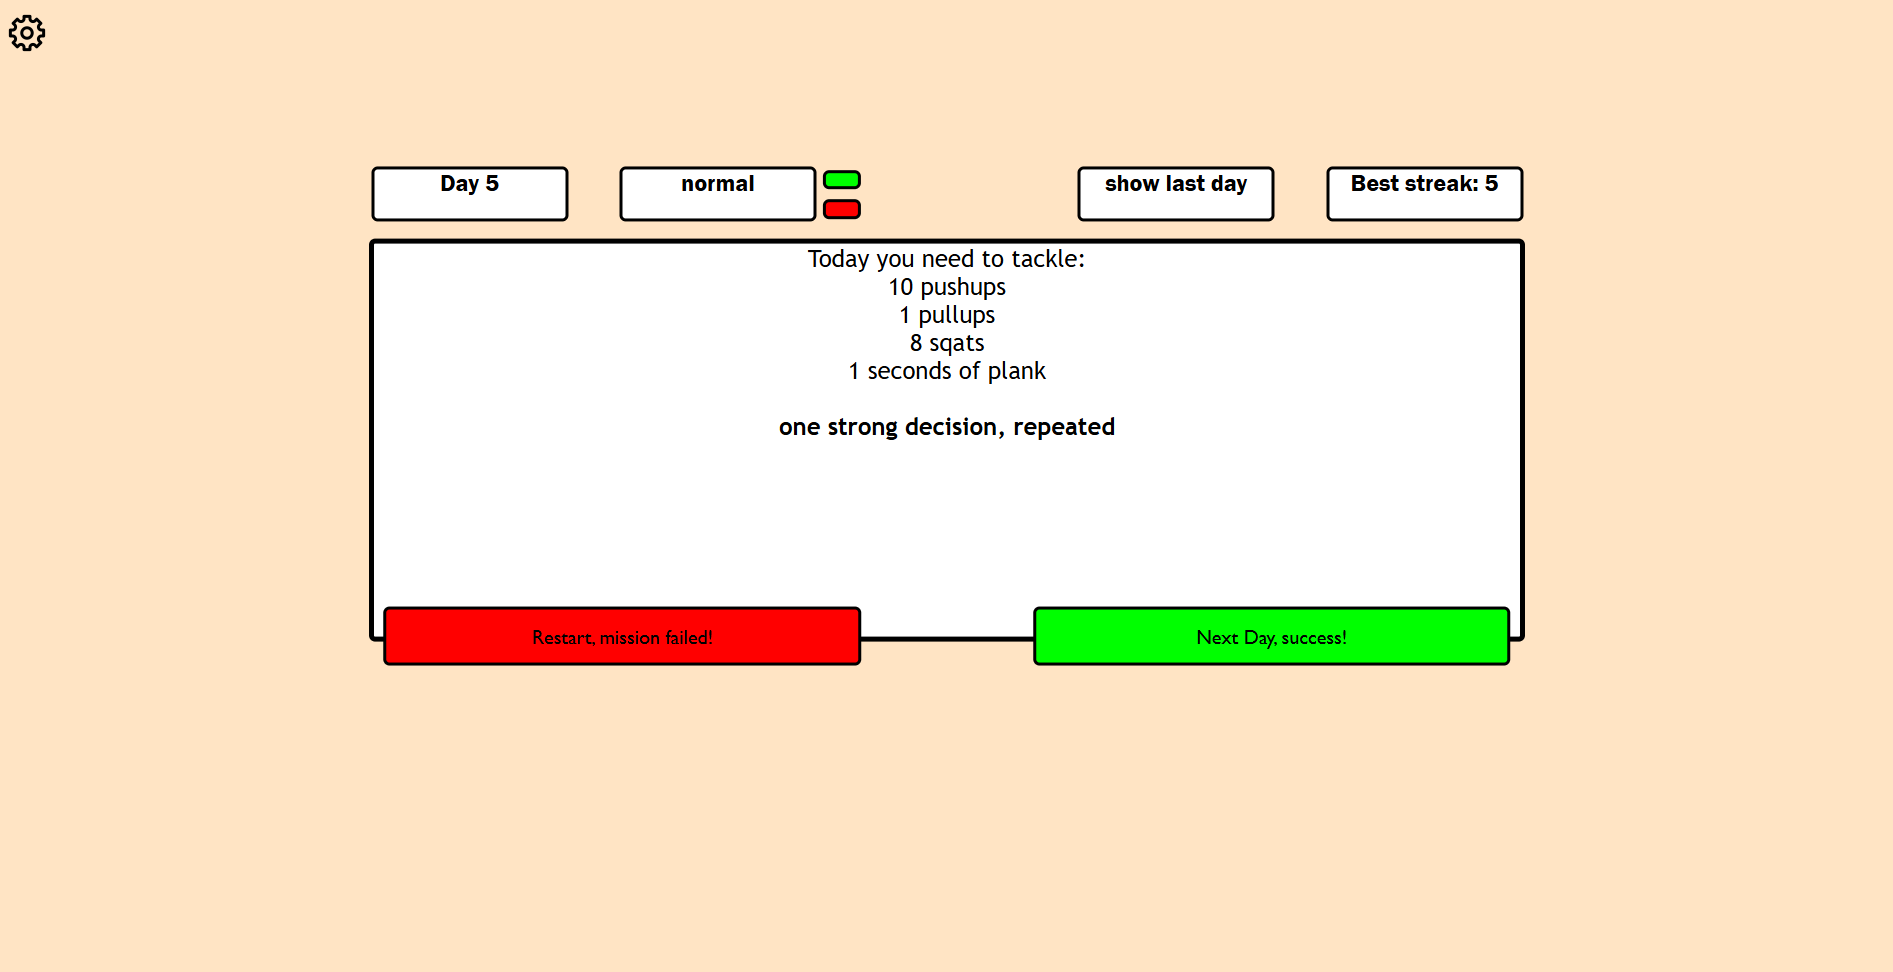 Day 5
normal
show last day
Best streak: 5
Today you need to tackle:
10 pushups
1 pullups
8 sqats
1 seconds of plank
one strong decision, repeated
Restart, mission failed!
Next Day, success!